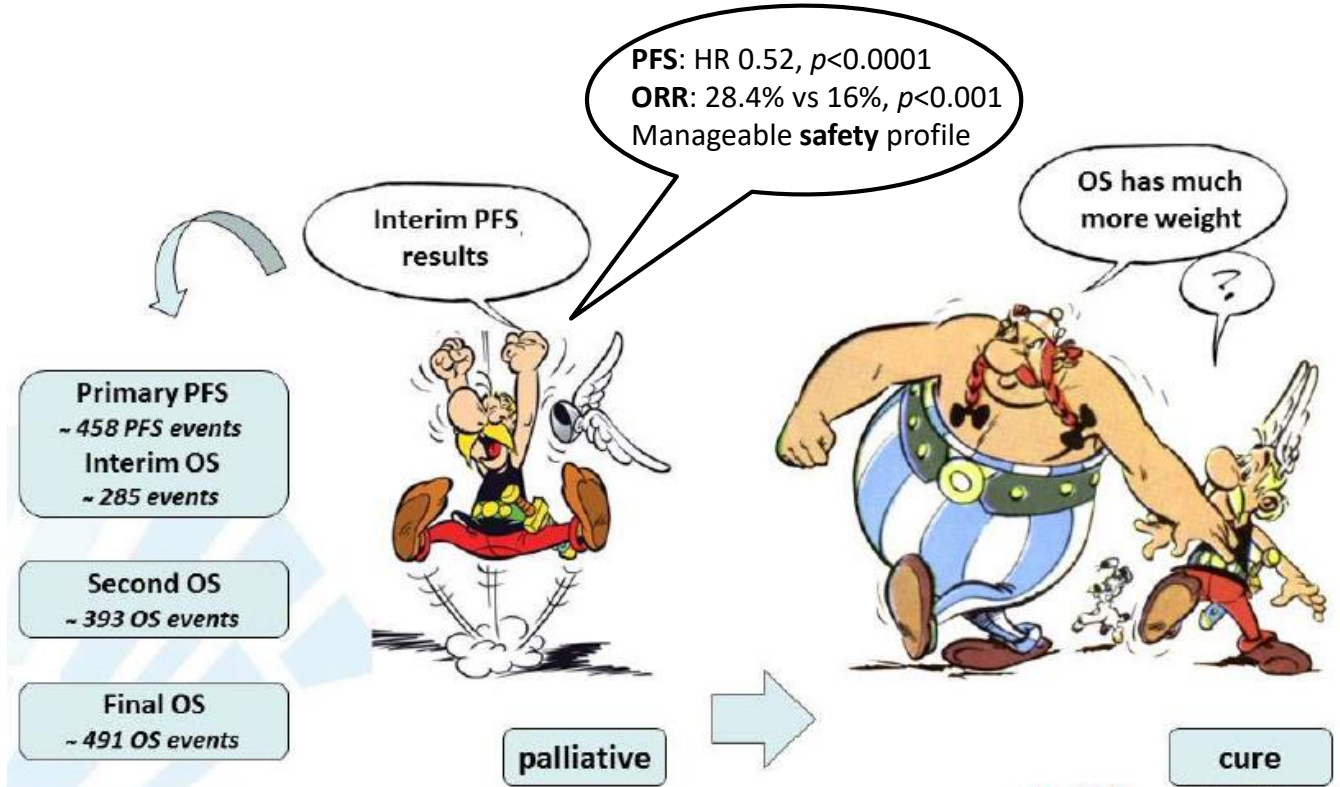 PFS: HR 0.52, p<0.0001
ORR: 28.4% vs 16%, p<0.001
Manageable safety profile
Interim PFS
results
OS has much
more weight
?
Primary PFS
~ 458 PFS events
Interim OS
~ 285 events
Second OS
~ 393 OS events
Final OS
~ 491 OS events
palliative
cure